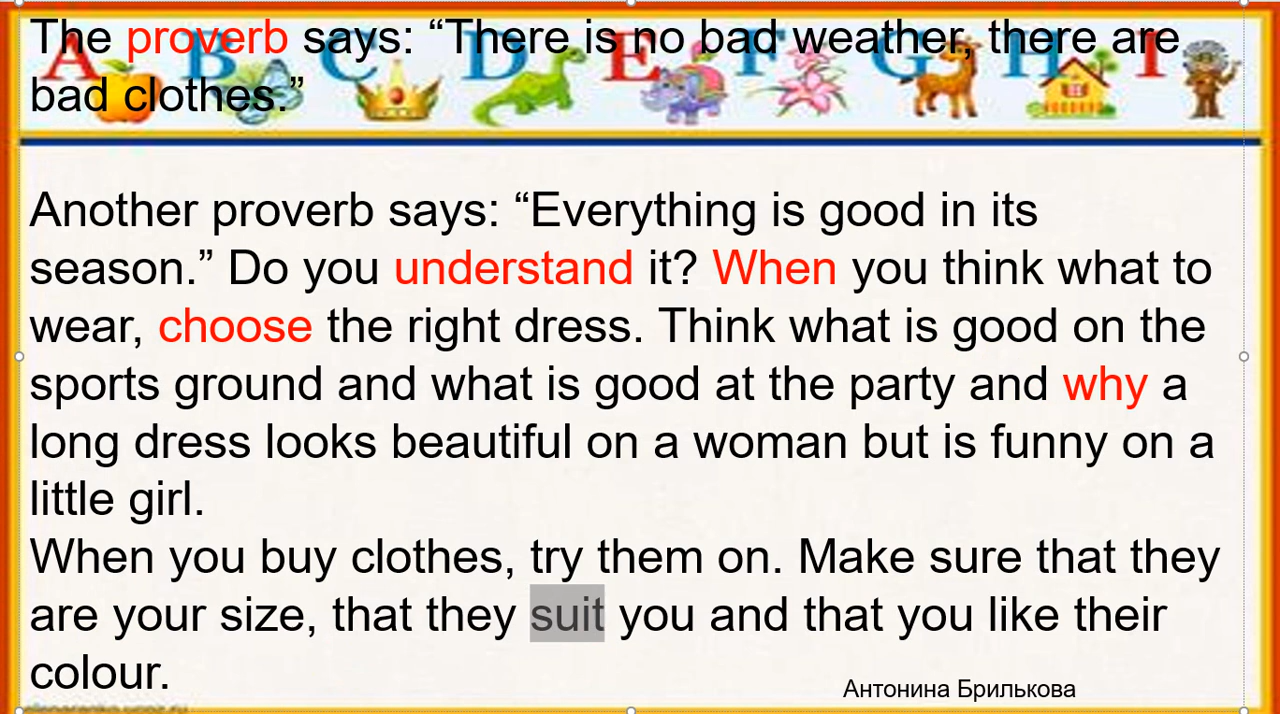 The proverb says: “There is no bad weather, there are
bad clothes.”
A B C D E F G H I
Another proverb says: “Everything is good in its
season.” Do you understand it? When you think what to
wear, choose the right dress. Think what is good on the
sports ground and what is good at the party and why a
long dress looks beautiful on a woman but is funny on a
little girl.
When you buy clothes, try them on. Make sure that they
are your size, that they suit you and that you like their
colour.
Антонина Брилькова